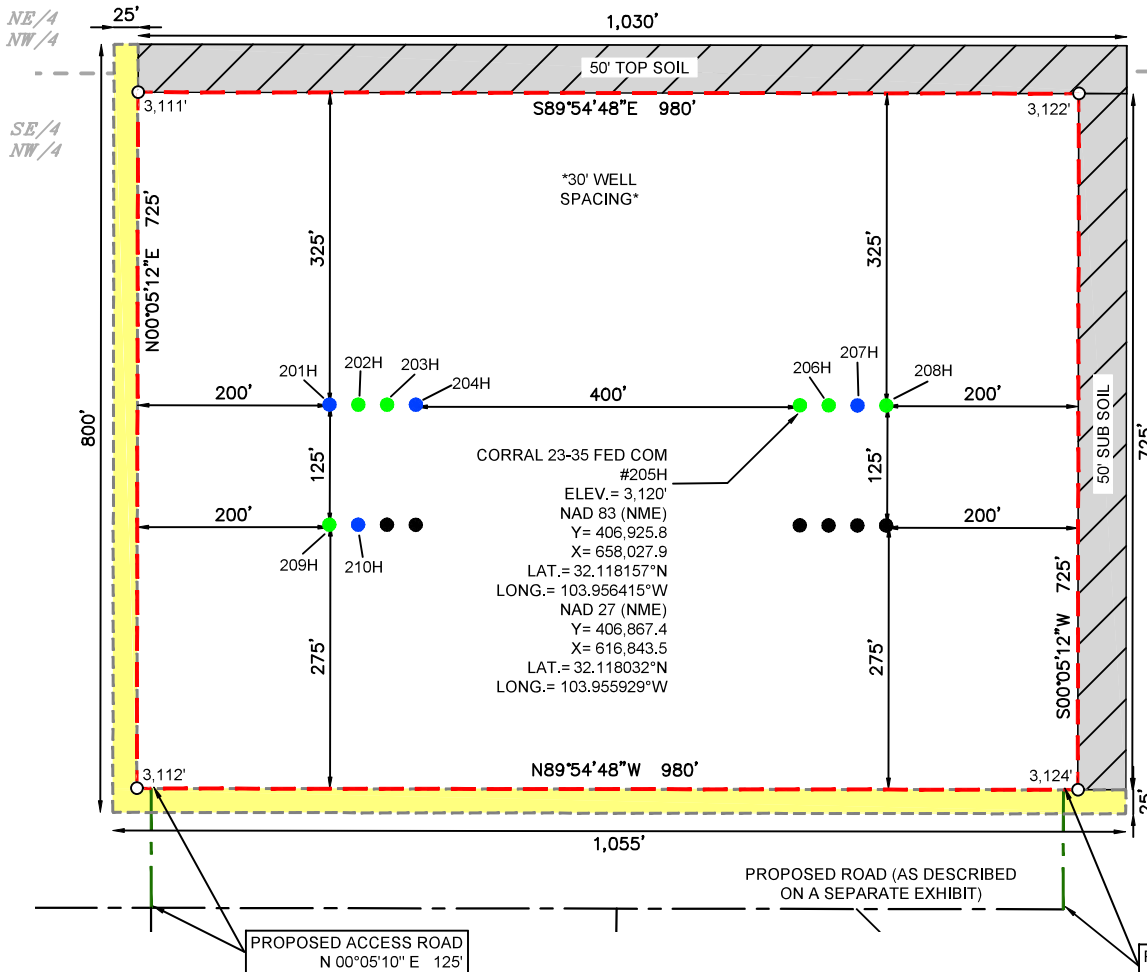 NE/4
NW/4
25'
1,030'
50' TOP SOIL
3,111'
S89°54'48"E 980'
3,122'
SE/4
NW/4
*30' WELL
SPACING*
N00°05'12"E 725'
325'
325'
201H
202H
203H
204H
206H
207H
208H
200'
400'
200'
50' SUB SOIL
800'
725'
125'
125'
CORRAL 23-35 FED COM
#205H
ELEV.= 3,120'
NAD 83 (NME)
Y= 406,925.8
X= 658,027.9
LAT.= 32.118157°N
LONG.= 103.956415°W
NAD 27 (NME)
Y= 406,867.4
X= 616,843.5
LAT.= 32.118032°N
LONG.= 103.955929°W
200'
200'
209H
210H
275'
275'
S00°05'12"W 725'
3,112'
N89°54'48"W 980'
3,124'
25'
1,055'
PROPOSED ROAD (AS DESCRIBED
ON A SEPARATE EXHIBIT)
PROPOSED ACCESS ROAD
N 00°05'10" E 125'